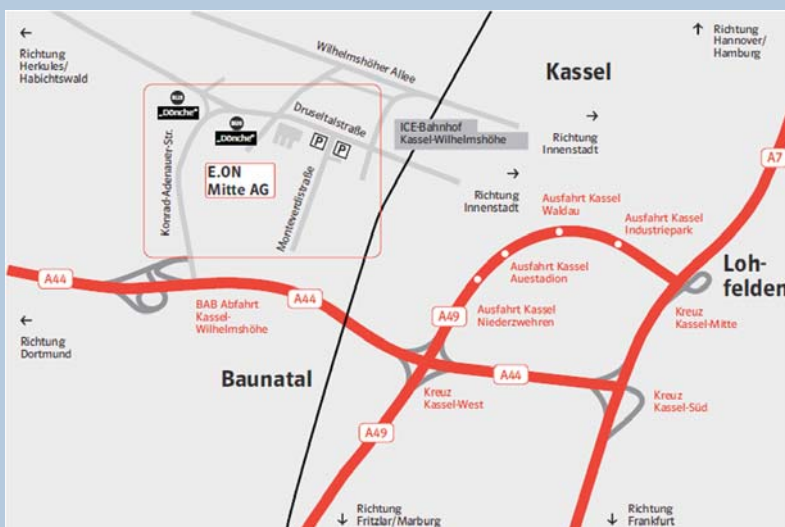 ←
Richtung
Herkules/
Habichtswald
Wilhelmshöher Allee
Kassel
↑
Richtung
Hannover/
Hamburg
„Dönche“
„Dönche“
Druseltalstraße
P
P
ICE-Bahnhof
Kassel-Wilhelmshöhe
→
Richtung
Innenstadt
→
Richtung
Innenstadt
A7
Konrad-Adenauer-Str.
E.ON
Mitte AG
Monteverdistraße
Ausfahrt Kassel
Waldau
Ausfahrt Kassel
Industriepark
Ausfahrt Kassel
Auestadion
Loh-
felden
A44
BAB Abfahrt
Kassel-
Wilhelmshöhe
A44
A49
Ausfahrt Kassel
Niederzwehren
Kreuz
Kassel-Mitte
←
Richtung
Dortmund
Baunatal
Kreuz
Kassel-West
A44
Kreuz
Kassel-Süd
A49
↓
Richtung
Fritzlar/Marburg
↓
Richtung
Frankfurt